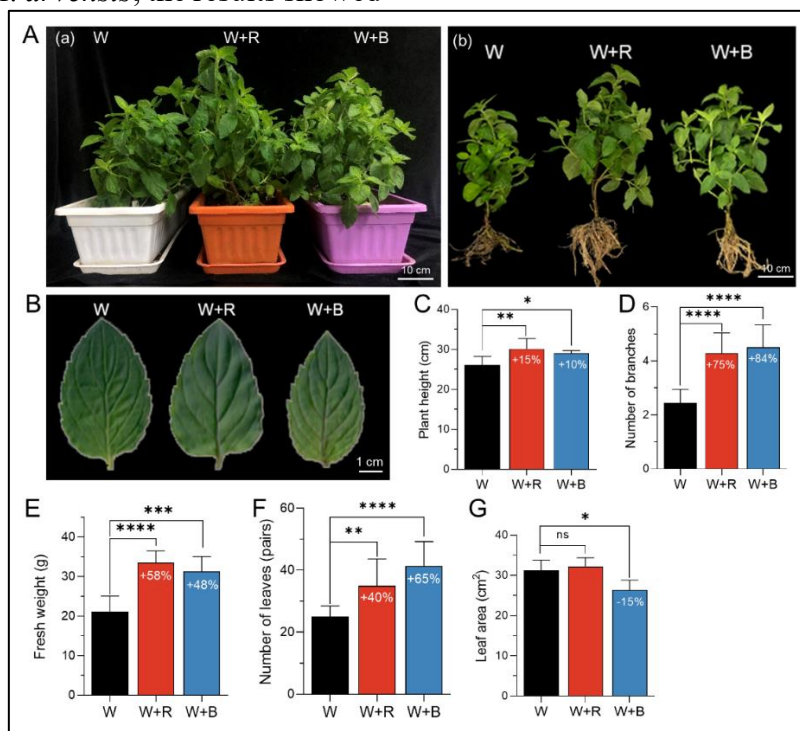 A (a) W W+R W+B
10 cm
(b) W W+R W+B
10 cm
B W W+R W+B
1 cm
C
Plant height (cm)
40
30
20
10
0
**
*
+15%
+10%
W W+R W+B
D
Number of branches
6
4
2
0
****
****
+75%
+84%
W W+R W+B
E
Fresh weight (g)
40
30
20
10
0
***
****
+58%
+48%
W W+R W+B
F
Number of leaves (pairs)
60
40
20
0
****
**
+40%
+65%
W W+R W+B
G
Leaf area (cm²)
50
40
30
20
10
0
*
ns
-15%
W W+R W+B